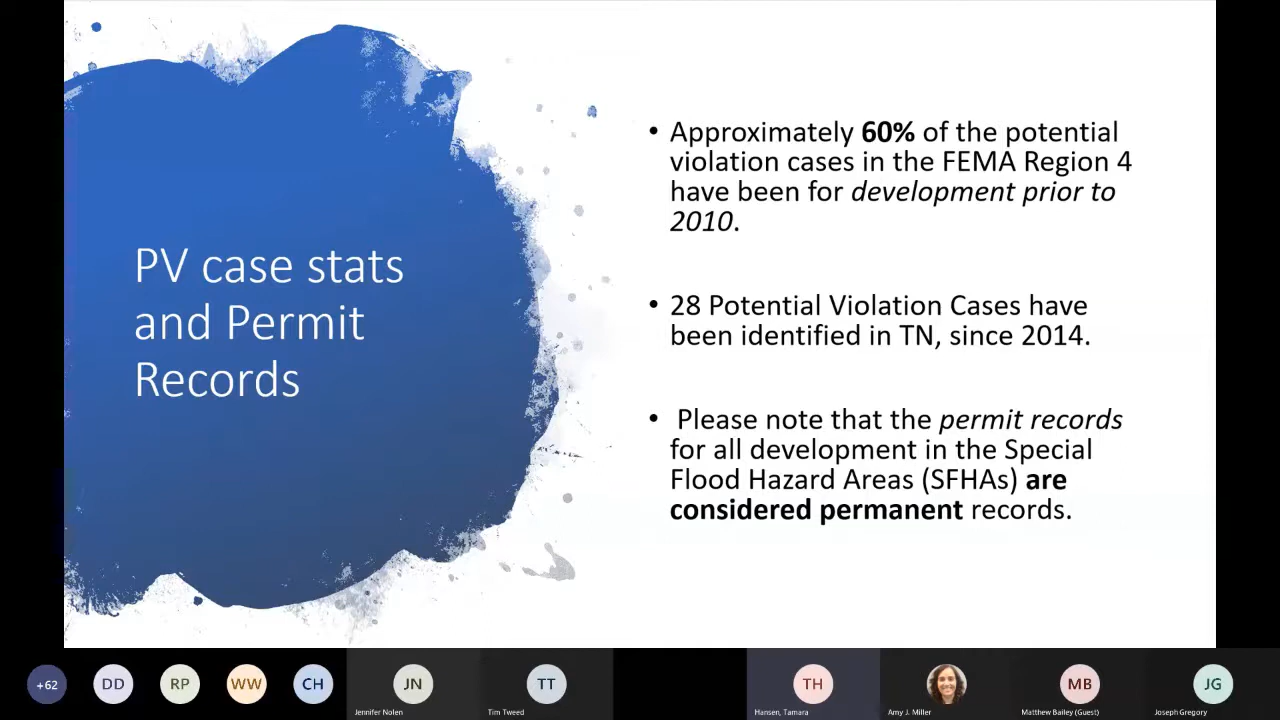 PV case stats
and Permit
Records
• Approximately 60% of the potential
violation cases in the FEMA Region 4
have been for development prior to
2010.
• 28 Potential Violation Cases have
been identified in TN, since 2014.
• Please note that the permit records
for all development in the Special
Flood Hazard Areas (SFHAs) are
considered permanent records.
+62
DD
RP
WW
CH
JN
Jennifer Nolen
TT
Tim Tweed
TH
Hansen, Tamara
Amy J. Miller
MB
Matthew Bailey (Guest)
JG
Joseph Gregory